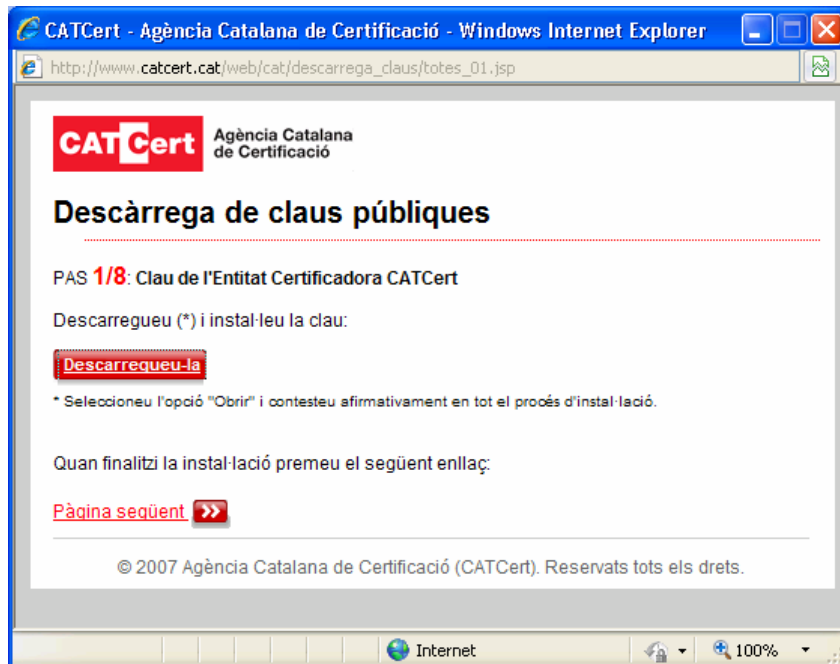 CATCert - Agència Catalana de Certificació - Windows Internet Explorer
http://www.catcert.cat/web/cat/descarrega_claus/totes_01.jsp
CATCert Agència Catalana
de Certificació
Descàrrega de claus públiques
PAS 1/8: Clau de l'Entitat Certificadora CATCert
Descarregueu (*) i instal·leu la clau:
Descarregueu-la
* Seleccioneu l'opció "Obrir" i contesteu afirmativament en tot el procés d'instal·lació.
Quan finalitzi la instal·lació premeu el següent enllaç:
Pàgina següent
© 2007 Agència Catalana de Certificació (CATCert). Reservats tots els drets.
Internet 100%